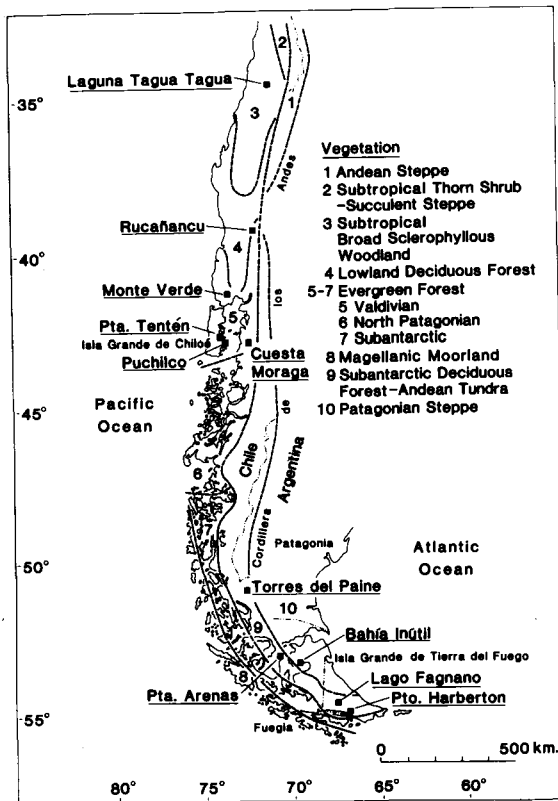 Laguna Tagua Tagua
35°
Andes
Rucañancu
40°
Monte Verde
los
Pta. Tentén
Isla Grande de Chiloé
Puchilco
Cuesta
Moraga
45°
Pacific
Ocean
Chile
Argentina
de
Cordillera
Patagonia
50°
Atlantic
Ocean
Torres del Paine
Bahía Inútil
Isla Grande de Tierra del Fuego
Lago Fagnano
Pta. Arenas
Pto. Harberton
55°
Fuegia
2
1
3
4
5
6
7
10
9
8
Vegetation
1 Andean Steppe
2 Subtropical Thorn Shrub
-Succulent Steppe
3 Subtropical
Broad Sclerophyllous
Woodland
4 Lowland Deciduous Forest
5-7 Evergreen Forest
5 Valdivian
6 North Patagonian
7 Subantarctic
8 Magellanic Moorland
9 Subantarctic Deciduous
Forest-Andean Tundra
10 Patagonian Steppe
0 500 km.
80° 75° 70° 65° 60°